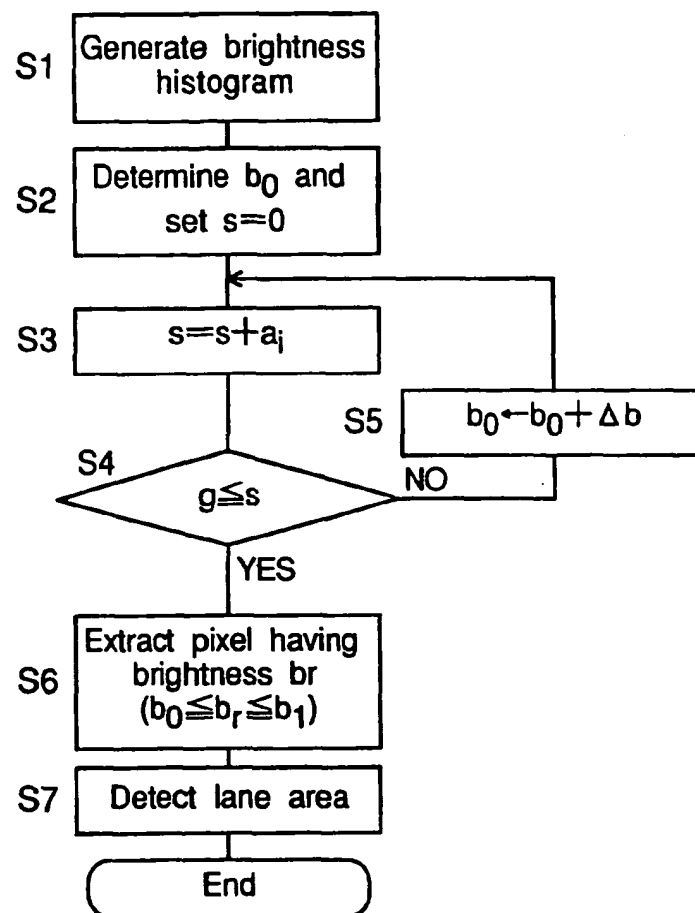 S1
Generate brightness
histogram
S2
Determine b₀ and
set s=0
S3
s=s+aᵢ
S5
b₀←b₀+Δb
S4
g≦s
NO
YES
S6
Extract pixel having
brightness br
(b₀≦bᵣ≦b₁)
S7
Detect lane area
End